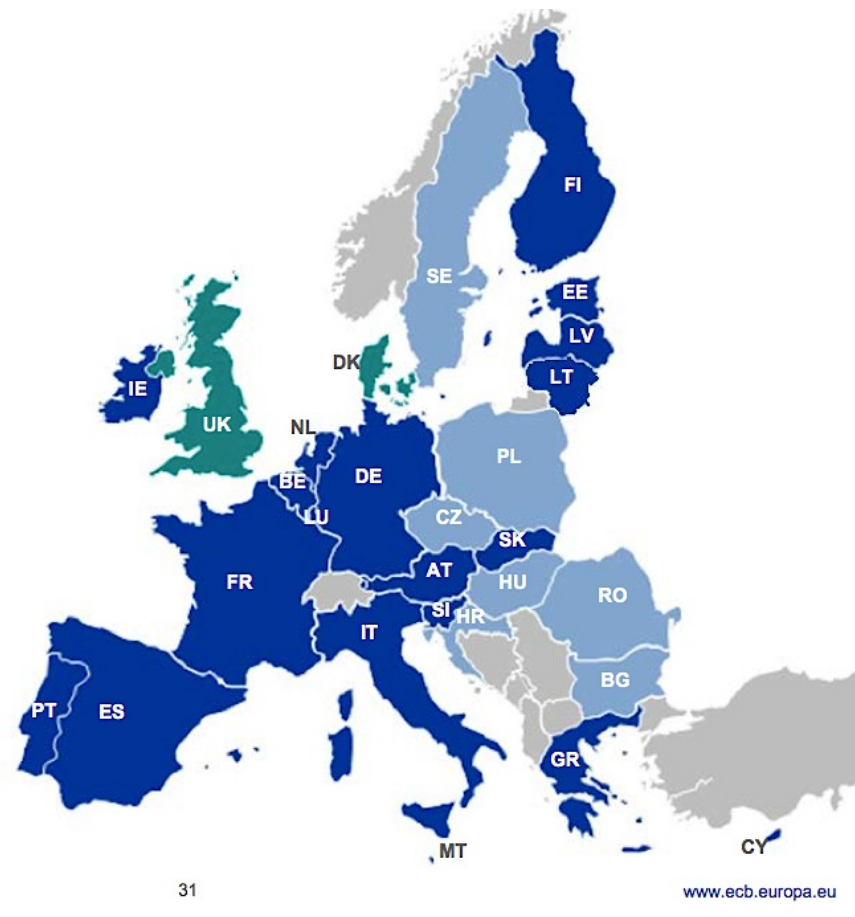 FI
SE
EE
LV
DK
LT
IE
UK
NL
PL
BE
DE
LU
CZ
SK
AT
FR
HU
RO
SI
HR
IT
BG
PT
ES
GR
MT
CY
31
www.ecb.europa.eu